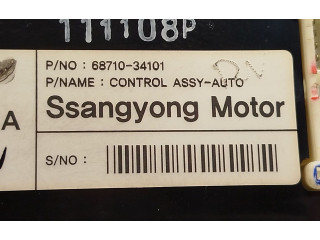 111108P
P/NO : 68710-34101
P/NAME : CONTROL ASSY-AUTO
Ssangyong Motor
A
S/NO :